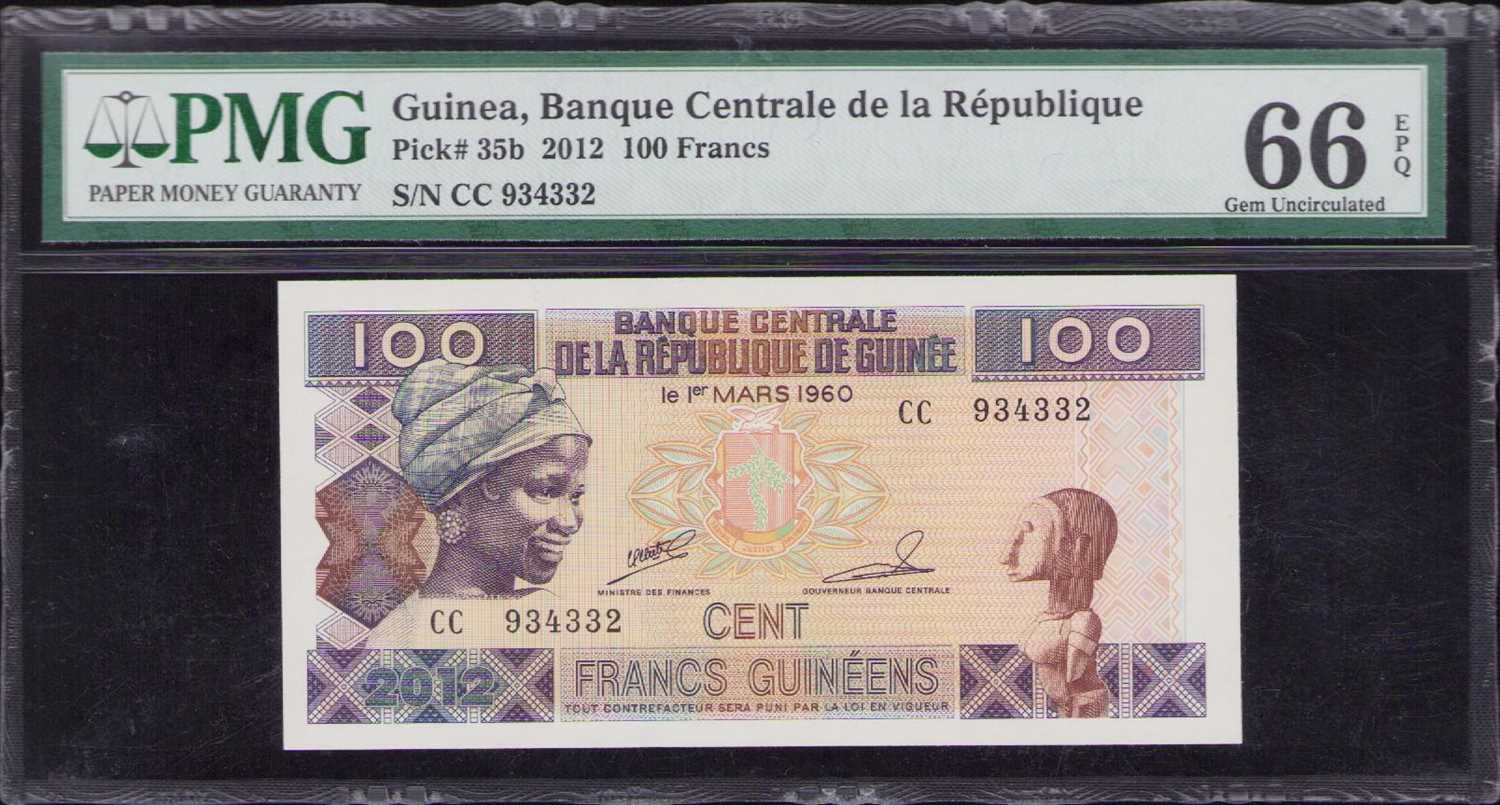 PMG
PAPER MONEY GUARANTY
Guinea, Banque Centrale de la République
Pick# 35b 2012 100 Francs
S/N CC 934332
66
EPQ
Gem Uncirculated
100
BANQUE CENTRALE
DE LA RÉPUBLIQUE DE GUINÉE
100
le 1er MARS 1960
CC 934332
JUSTICE
MINISTRE DES FINANCES
GOUVERNEUR BANQUE CENTRALE
CC 934332
CENT
2012
FRANCS GUINÉENS
TOUT CONTREFACTEUR SERA PUNI PAR LA LOI EN VIGUEUR